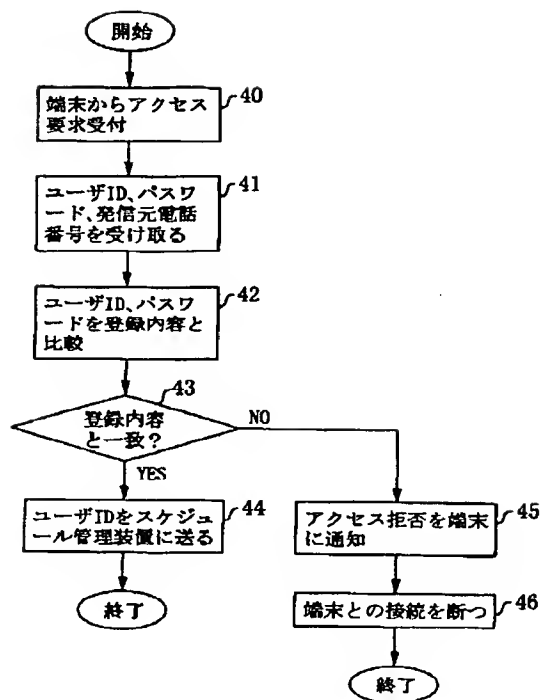 開始
端末からアクセス
要求受付
40
ユーザID、パスワ
ード、発信元電話
番号を受け取る
41
ユーザID、パスワ
ードを登録内容と
比較
42
43
登録内容
と一致？
NO
YES
ユーザIDをスケジュ
ール管理装置に送る
44
終了
アクセス拒否を端末
に通知
45
端末との接続を断つ
46
終了